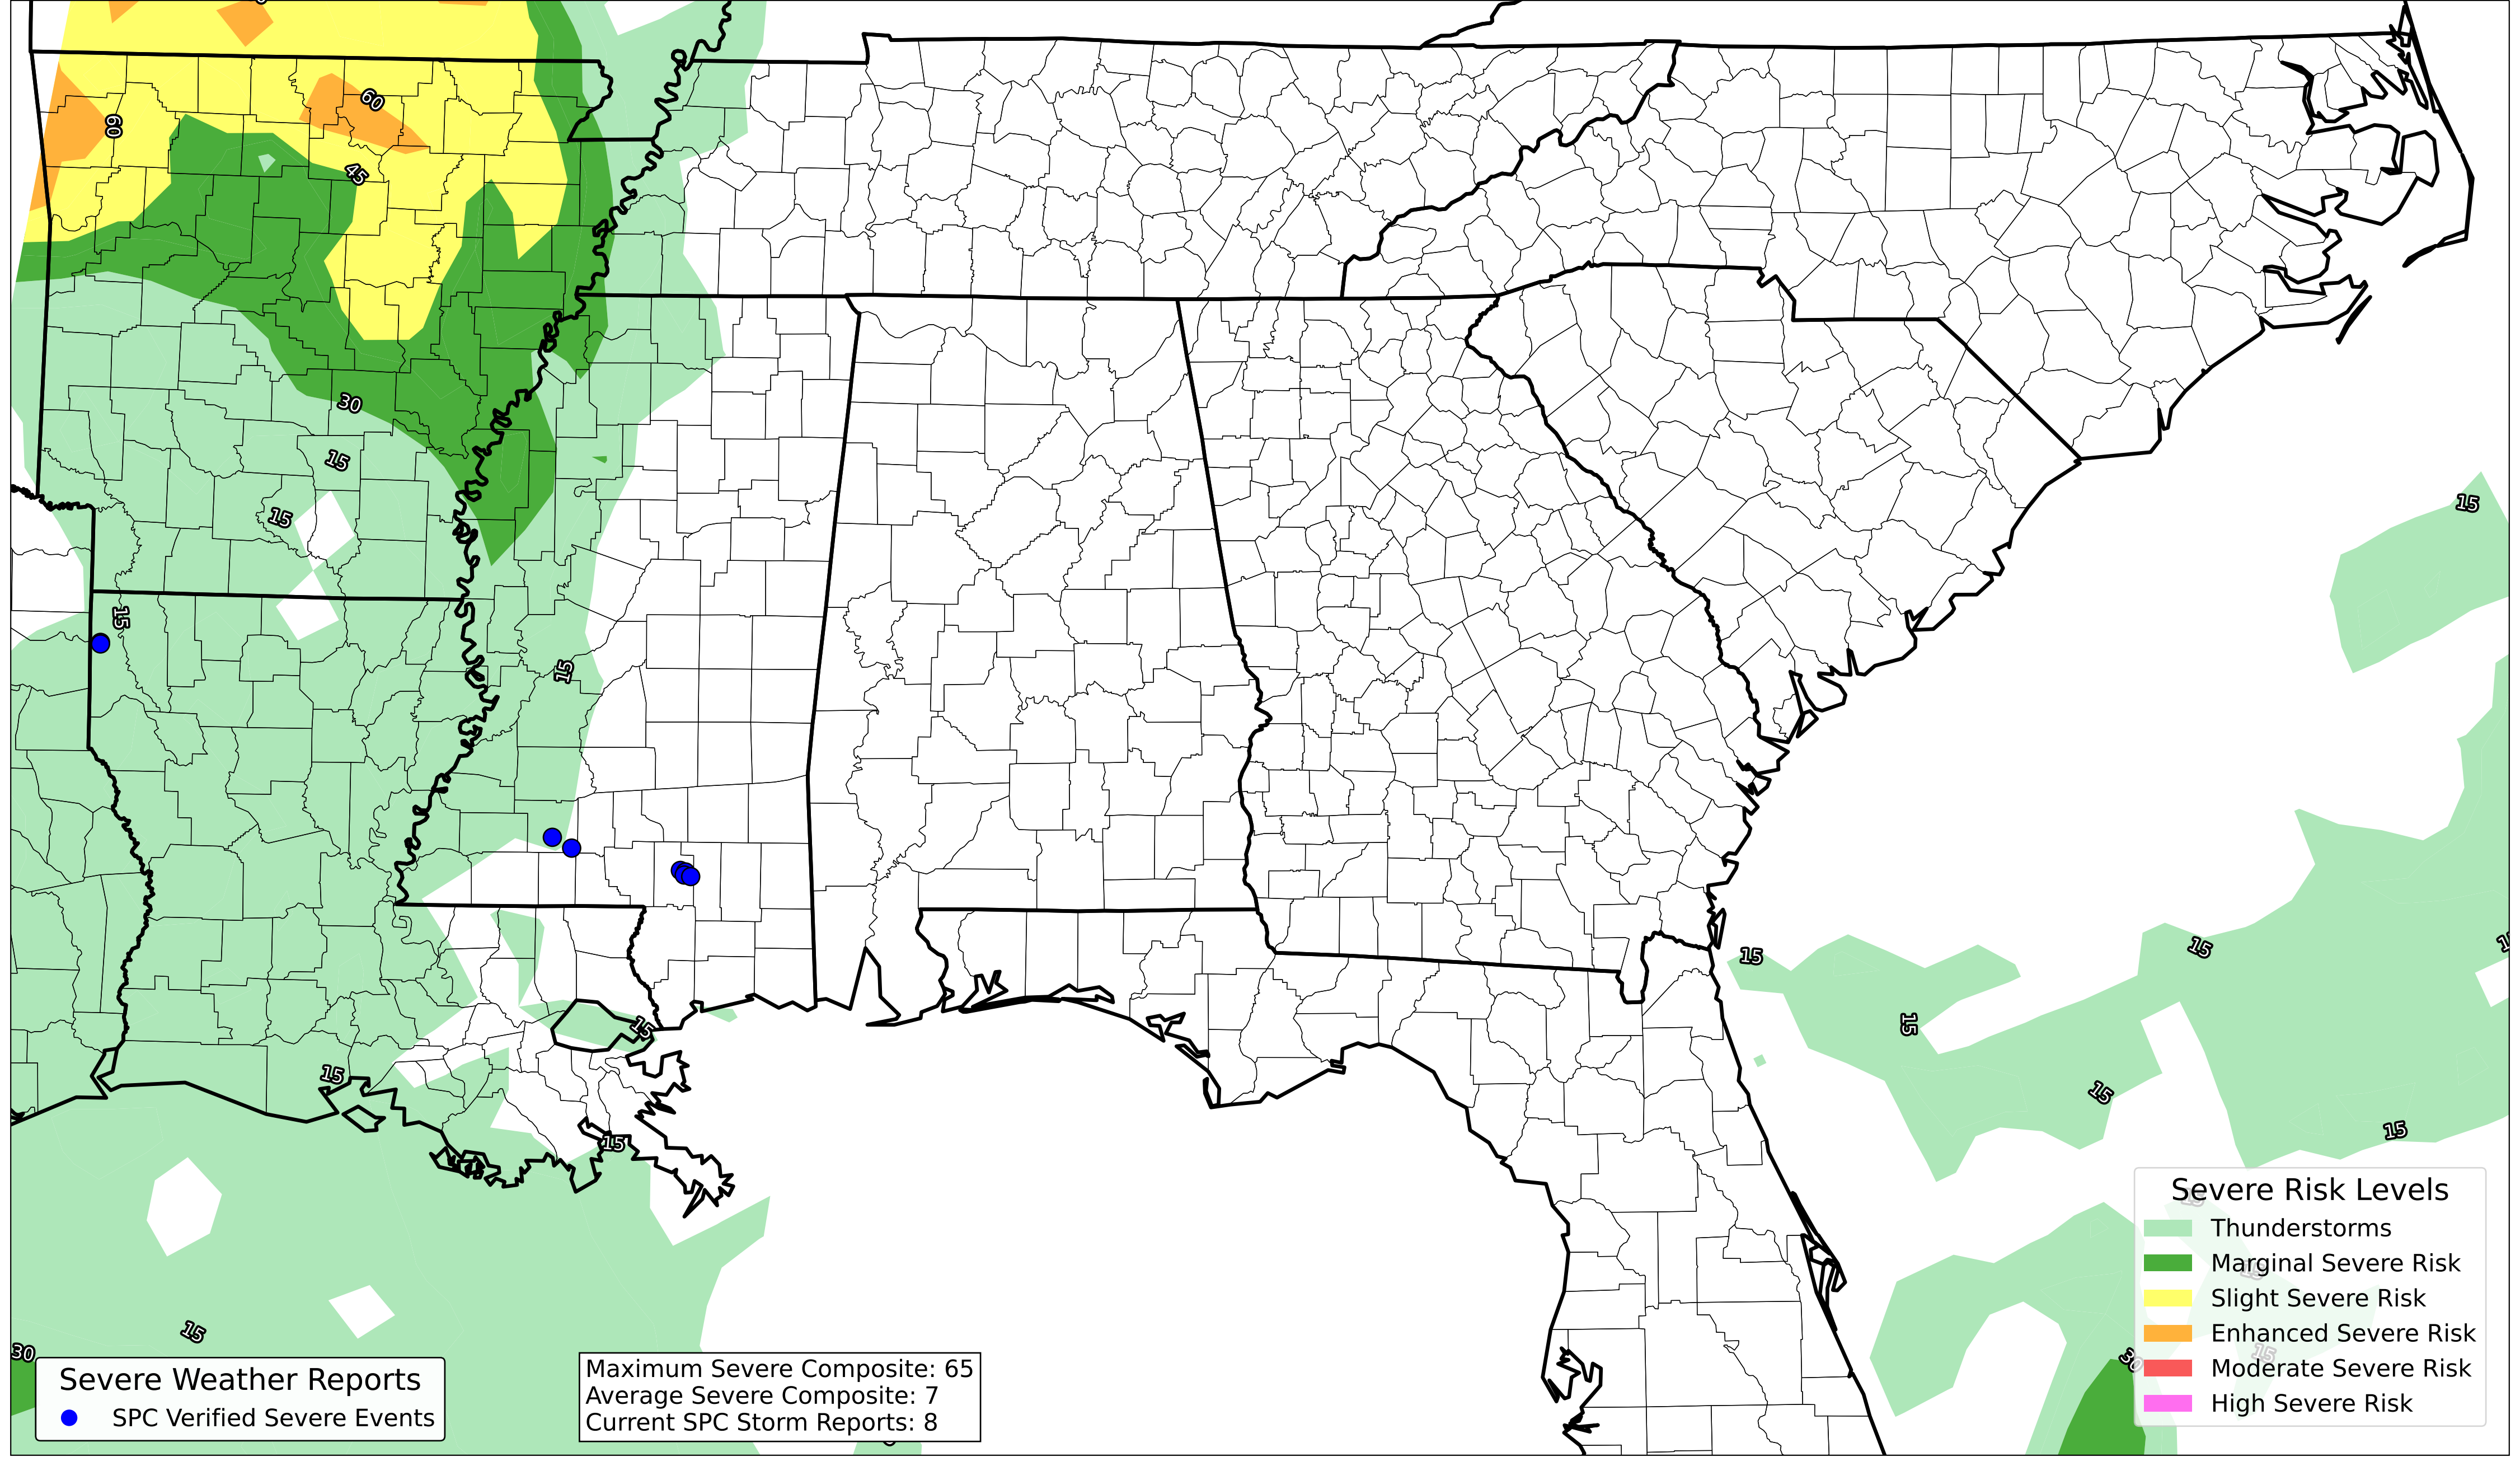 60
60
45
30
15
15
15
15
15
15
15
15
15
30
15
15
15
15
15
15
30
Severe Weather Reports
SPC Verified Severe Events
Maximum Severe Composite: 65
Average Severe Composite: 7
Current SPC Storm Reports: 8
Severe Risk Levels
Thunderstorms
Marginal Severe Risk
Slight Severe Risk
Enhanced Severe Risk
Moderate Severe Risk
High Severe Risk